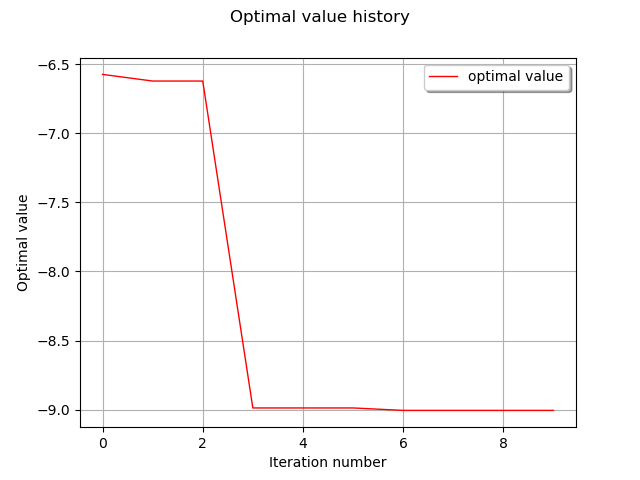 Optimal value history
optimal value
−6.5
−7.0
−7.5
−8.0
−8.5
−9.0
Optimal value
0 2 4 6 8
Iteration number